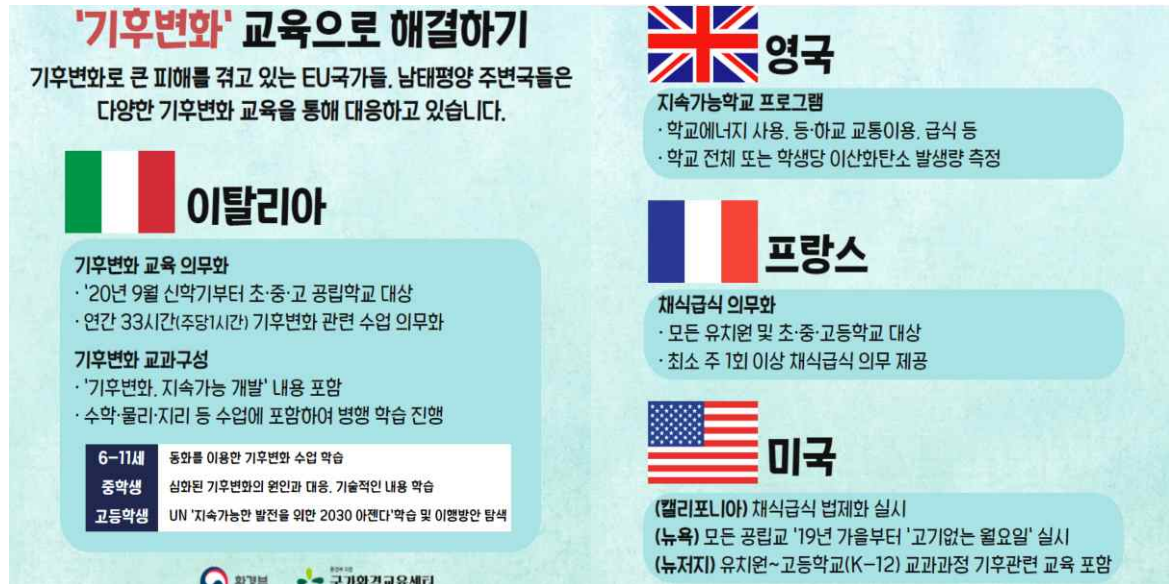 '기후변화' 교육으로 해결하기
기후변화로 큰 피해를 겪고 있는 EU국가들, 남태평양 주변국들은
다양한 기후변화 교육을 통해 대응하고 있습니다.
이탈리아
기후변화 교육 의무화
· '20년 9월 신학기부터 초·중·고 공립학교 대상
· 연간 33시간(주당1시간) 기후변화 관련 수업 의무화
기후변화 교과구성
· '기후변화, 지속가능 개발' 내용 포함
· 수학·물리·지리 등 수업에 포함하여 병행 학습 진행
6-11세 동화를 이용한 기후변화 수업 학습
중학생 심화된 기후변화의 원인과 대응, 기술적인 내용 학습
고등학생 UN '지속가능한 발전을 위한 2030 아젠다'학습 및 이행방안 탐색
환경부 국가환경교육센터
영국
지속가능학교 프로그램
· 학교에너지 사용, 등·하교 교통이용, 급식 등
· 학교 전체 또는 학생당 이산화탄소 발생량 측정
프랑스
채식급식 의무화
· 모든 유치원 및 초·중·고등학교 대상
· 최소 주 1회 이상 채식급식 의무 제공
미국
(캘리포니아) 채식급식 법제화 실시
(뉴욕) 모든 공립교 '19년 가을부터 '고기없는 월요일' 실시
(뉴저지) 유치원~고등학교(K-12) 교과과정 기후관련 교육 포함